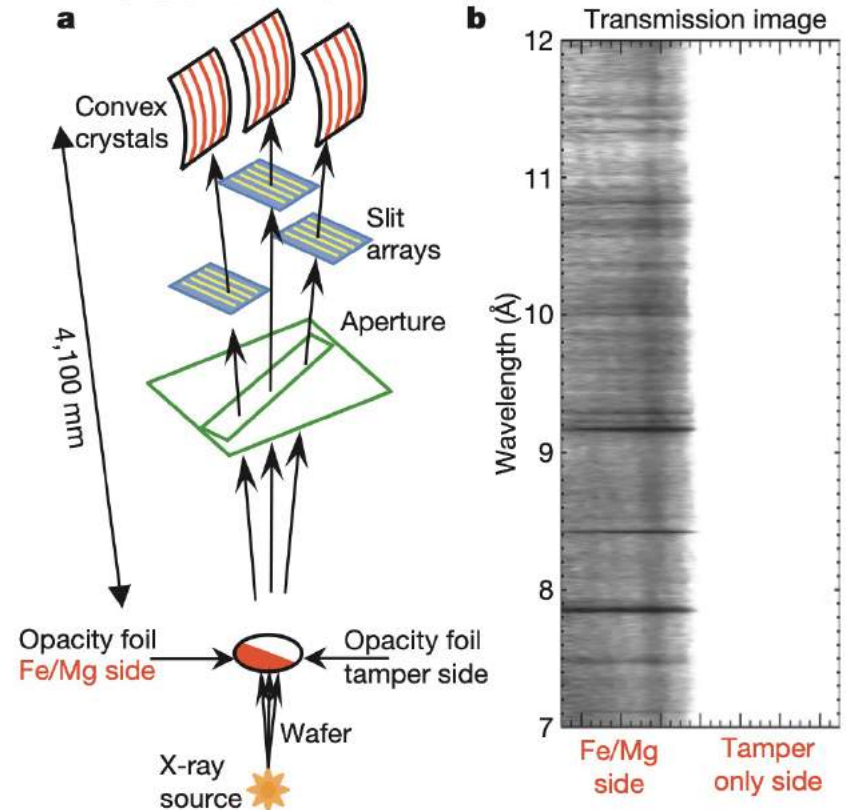 a
Convex
crystals
Slit
arrays
Aperture
4,100 mm
Opacity foil
Fe/Mg side
Opacity foil
tamper side
Wafer
X-ray
source
b
Transmission image
Wavelength (Å)
12
11
10
9
8
7
Fe/Mg
side
Tamper
only side